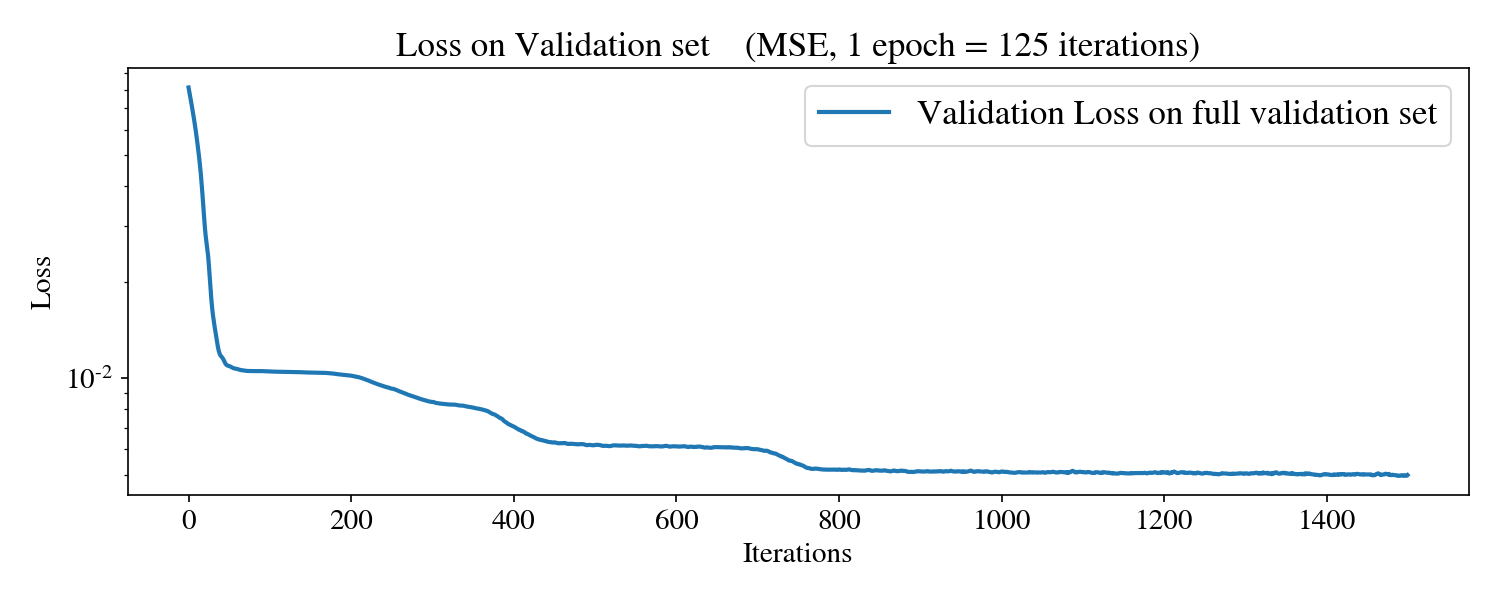 Loss on Validation set (MSE, 1 epoch = 125 iterations)
Validation Loss on full validation set
Loss
10⁻²
0 200 400 600 800 1000 1200 1400
Iterations